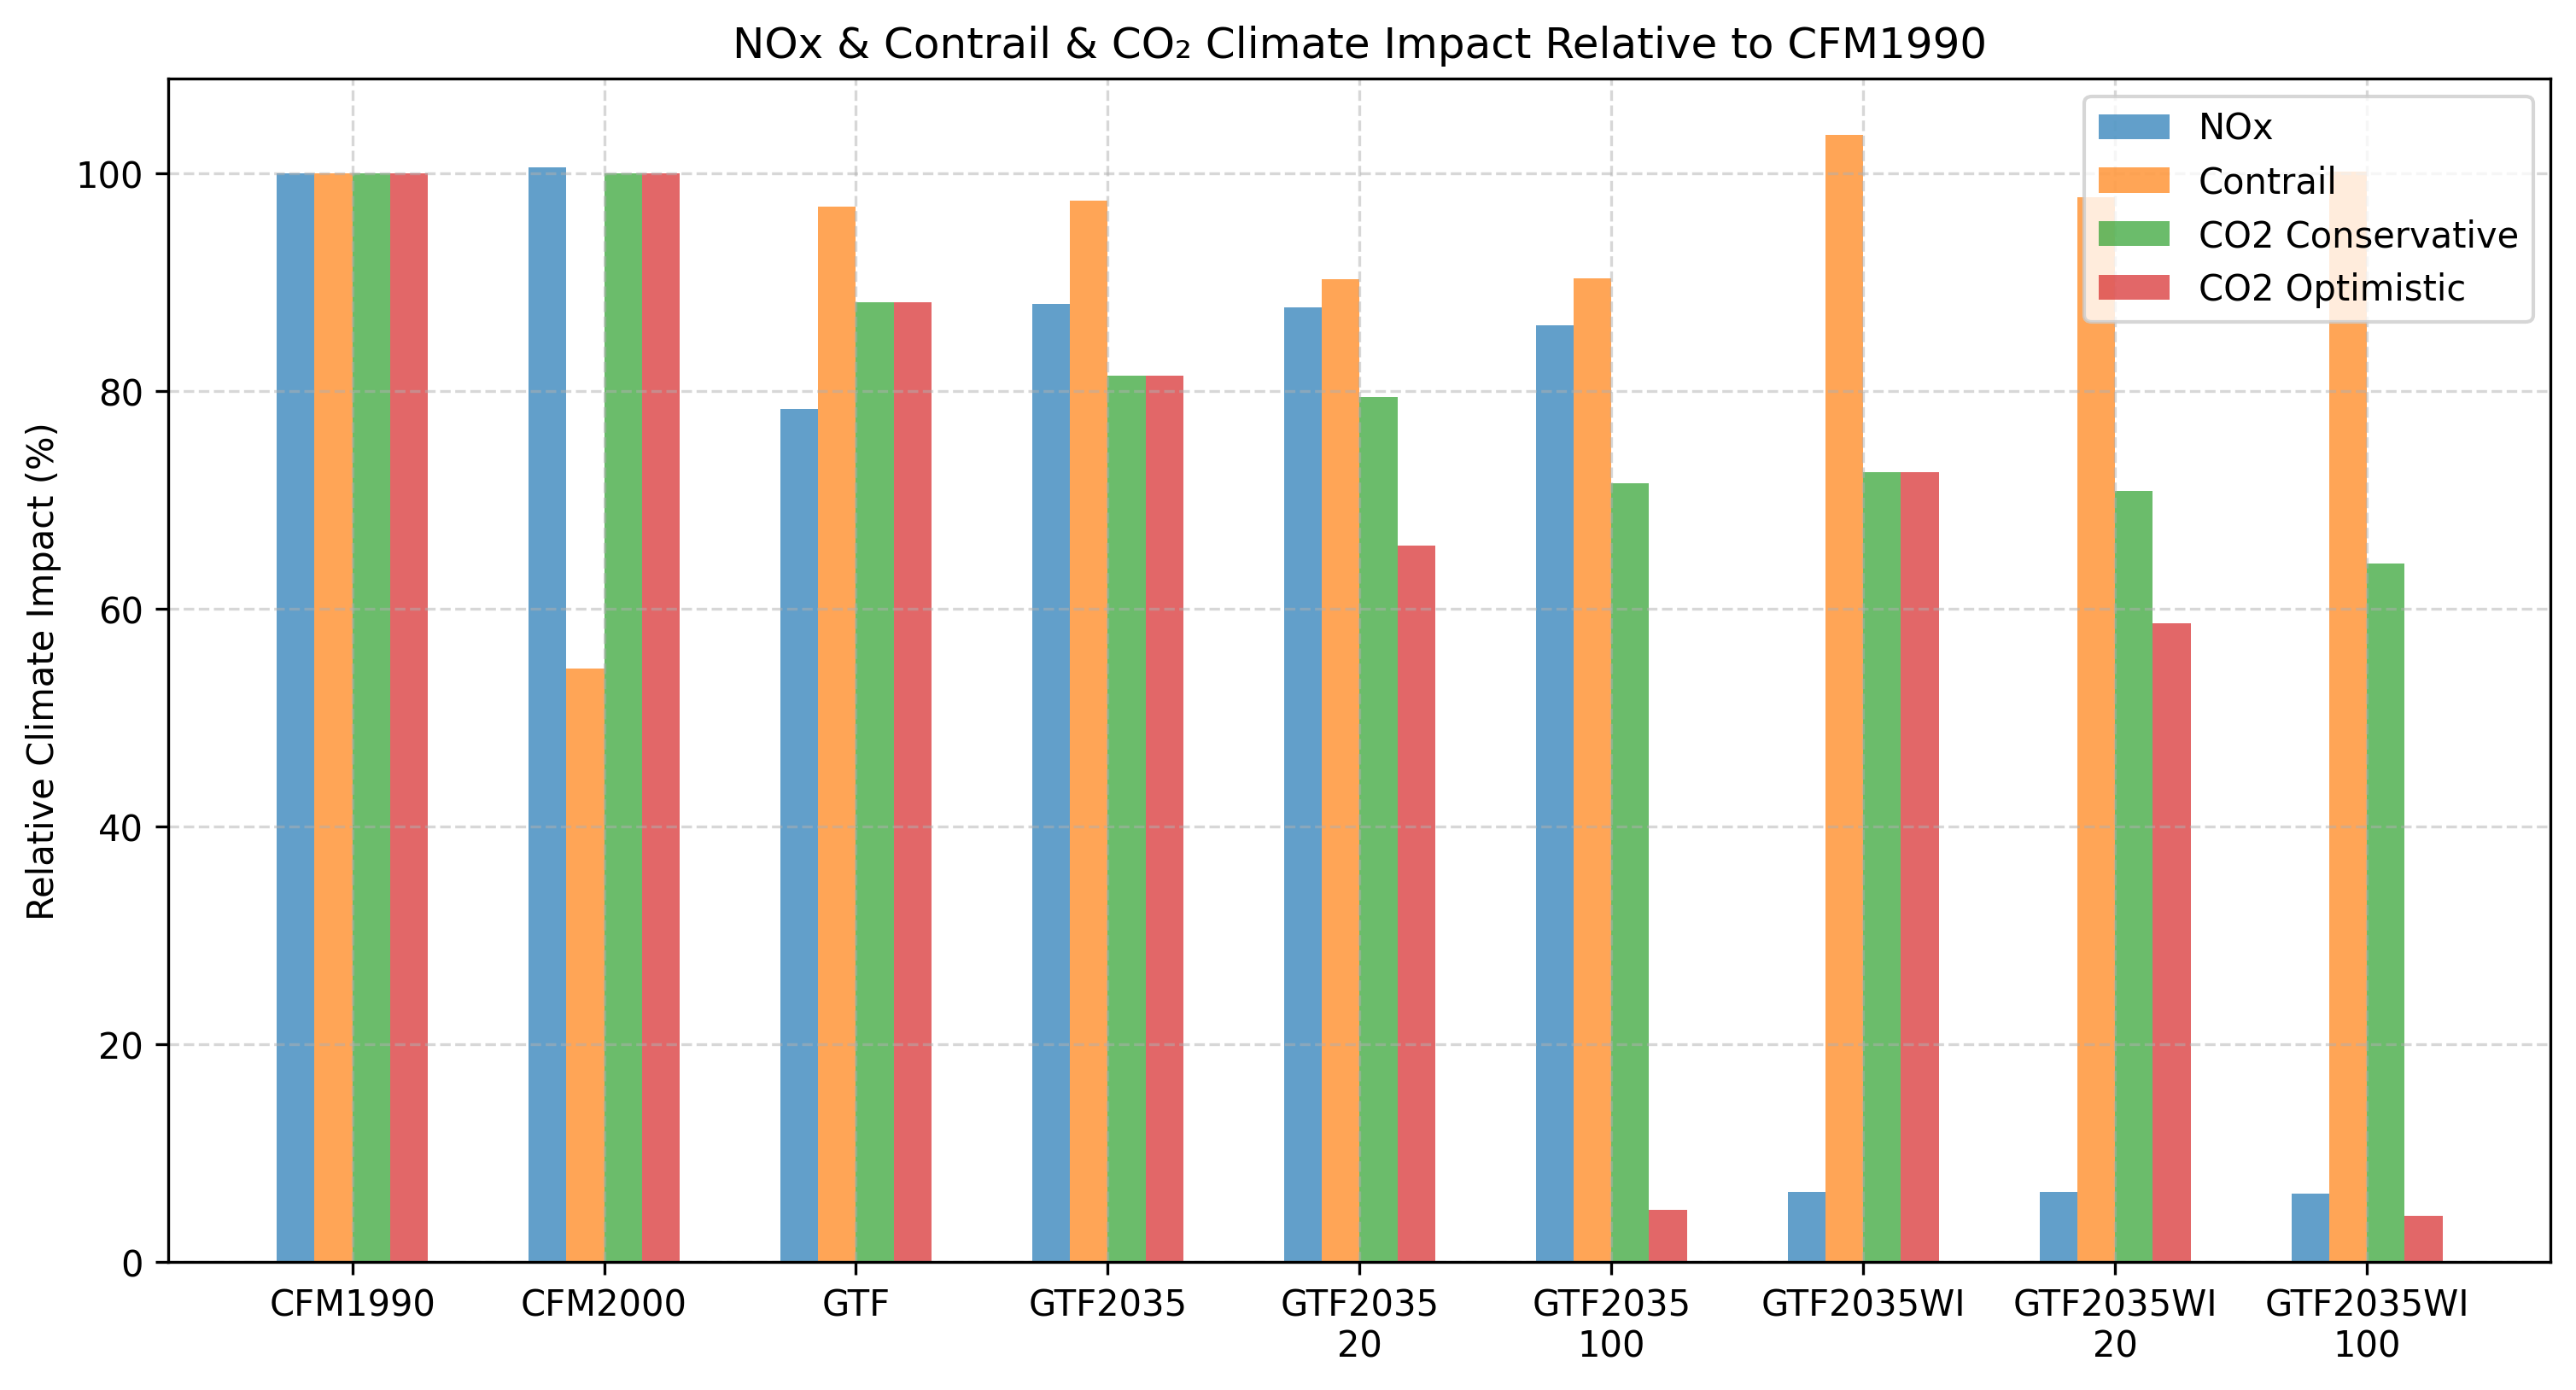 NOx & Contrail & CO₂ Climate Impact Relative to CFM1990
Relative Climate Impact (%)
100
80
60
40
20
0
NOx
Contrail
CO2 Conservative
CO2 Optimistic
CFM1990 CFM2000 GTF GTF2035 GTF2035 GTF2035 GTF2035WI GTF2035WI GTF2035WI
20 100 20 100